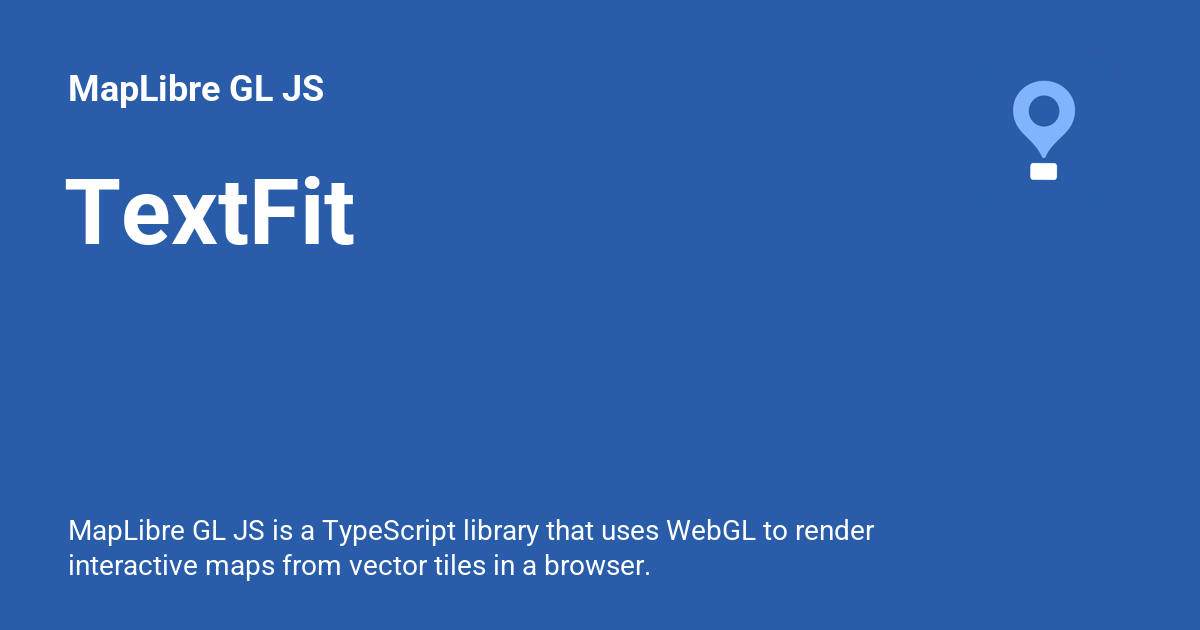 MapLibre GL JS
TextFit
MapLibre GL JS is a TypeScript library that uses WebGL to render
interactive maps from vector tiles in a browser.